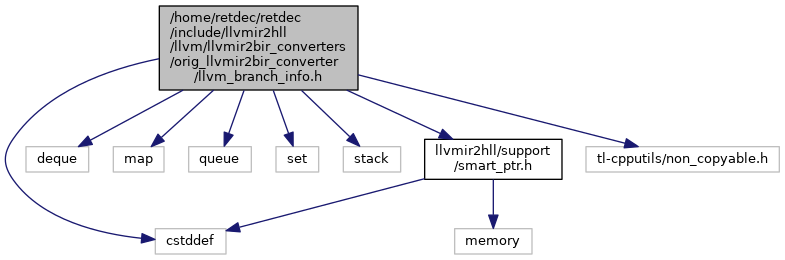 /home/retdec/retdec
/include/llvmir2hll
/llvm/llvmir2bir_converters
/orig_llvmir2bir_converter
/llvm_branch_info.h
deque
map
queue
set
stack
llvmir2hll/support
/smart_ptr.h
tl-cpputils/non_copyable.h
cstddef
memory